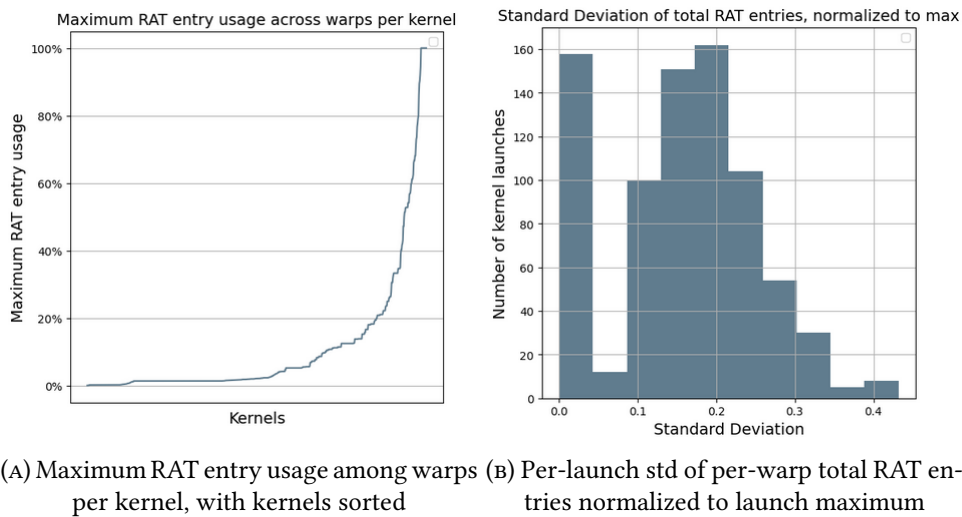 Maximum RAT entry usage across warps per kernel
100%
80%
60%
40%
20%
0%
Maximum RAT entry usage
Kernels
(A) Maximum RAT entry usage among warps
per kernel, with kernels sorted
Standard Deviation of total RAT entries, normalized to max
160
140
120
100
80
60
40
20
0
Number of kernel launches
0.0 0.1 0.2 0.3 0.4
Standard Deviation
(B) Per-launch std of per-warp total RAT en-
tries normalized to launch maximum